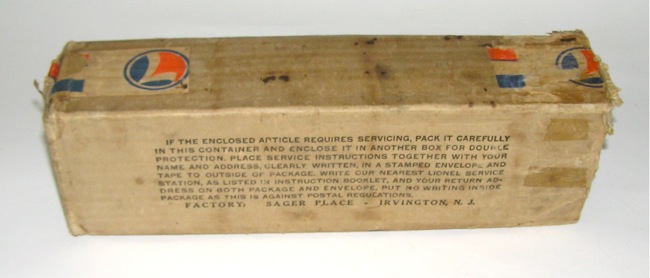 IF THE ENCLOSED ARTICLE REQUIRES SERVICING, PACK IT CAREFULLY
IN THIS CONTAINER AND ENCLOSE IT IN ANOTHER BOX FOR DOUBLE
PROTECTION. PLACE SERVICE INSTRUCTIONS TOGETHER WITH YOUR
NAME AND ADDRESS, CLEARLY WRITTEN, IN A STAMPED ENVELOPE AND
TAPE TO OUTSIDE OF PACKAGE. WRITE OUR NEAREST LIONEL SERVICE
STATION, AS LISTED IN INSTRUCTION BOOKLET, AND YOUR RETURN AD-
DRESS ON BOTH PACKAGE AND ENVELOPE. PUT NO WRITING INSIDE
PACKAGE AS THIS IS AGAINST POSTAL REGULATIONS.
FACTORY: SAGER PLACE - IRVINGTON, N. J.